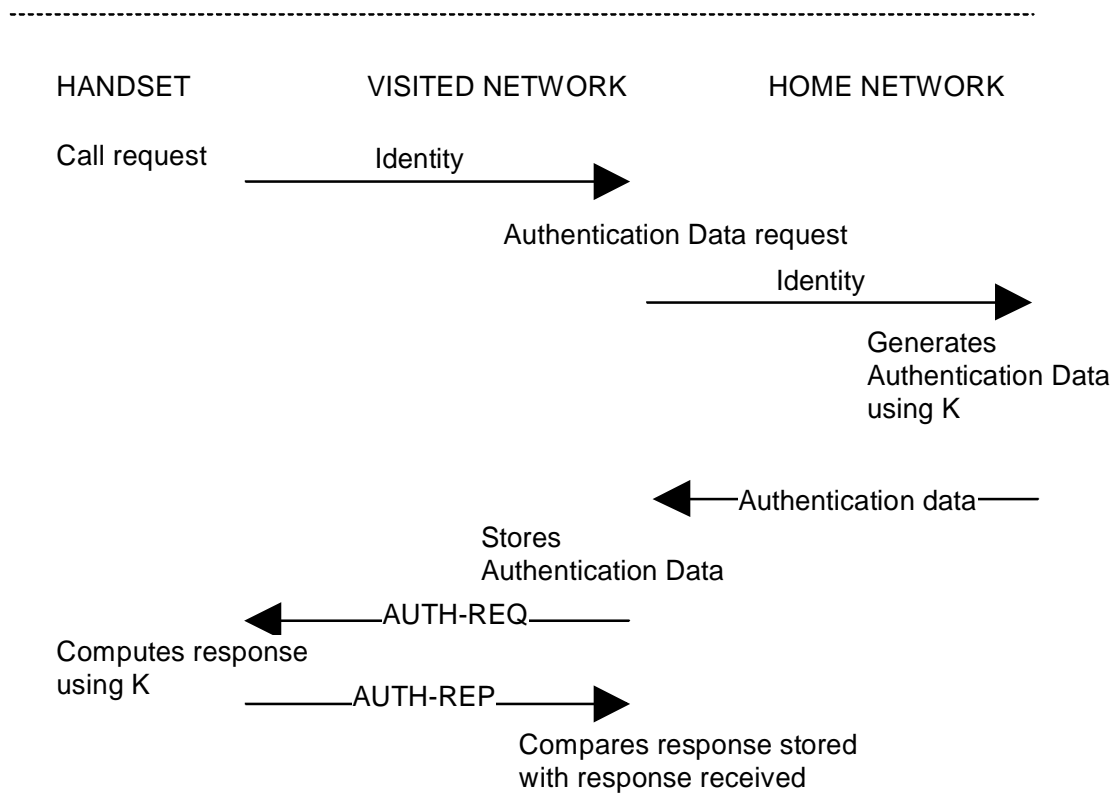 HANDSET VISITED NETWORK HOME NETWORK
Call request Identity
Authentication Data request
Identity
Generates
Authentication Data
using K
Authentication data
Stores
Authentication Data
AUTH-REQ
Computes response
using K
AUTH-REP
Compares response stored
with response received